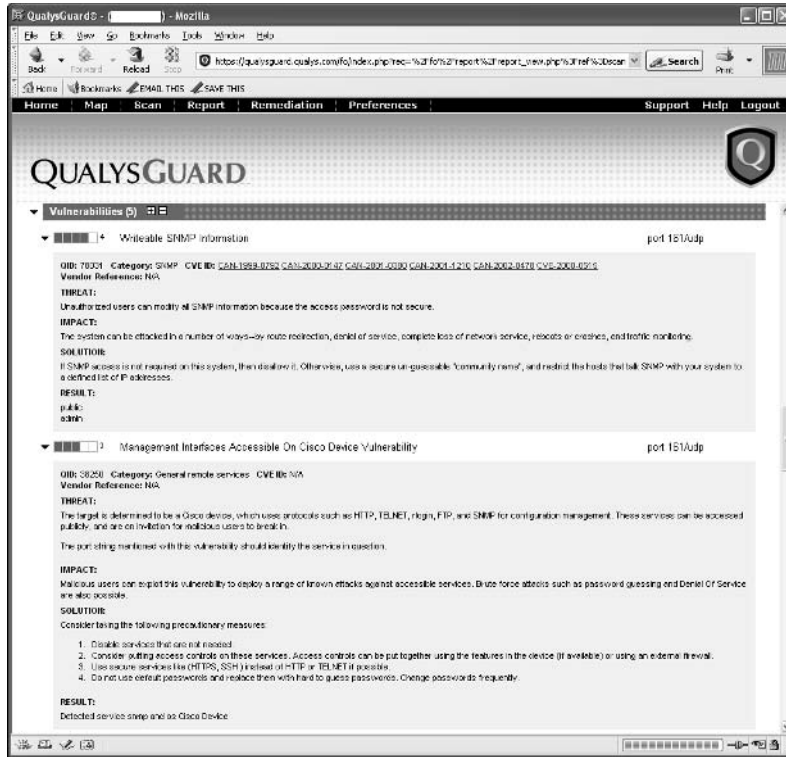 QualysGuard® - ( ) - Mozilla
File Edit View Go Bookmarks Tools Window Help
Back Forward Reload Stop
https://qualysguard.qualys.com/fo/index.php?rec=%2Ffo%2Freport%2Freport_view.php%3Fref%3Dscan
Search Print
Home Bookmarks EMAIL THIS SAVE THIS
Home Map Scan Report Remediation Preferences Support Help Logout
QUALYSGUARD
Q
Vulnerabilities (5)
4 Writeable SNMP Information port 161/udp
QID: Category: SNMP CVE ID: CAN-1999-0792 CAN-2000-0147 CAN-2001-0380 CAN-2001-1210 CAN-2002-0478
Vendor Reference: N/A
THREAT:
Unauthorized users can modify all SNMP information because the access password is not secure.
IMPACT:
The system can be attacked in a number of ways--by route redirection, denial of service, complete loss of network service, reboots or crashes, and traffic monitoring.
SOLUTION:
If SNMP access is not required on this system, then disallow it. Otherwise, use a secure un-guessable "community name", and restrict the hosts that talk SNMP with your system to
a defined list of IP addresses.
RESULT:
public
admin
3 Management Interfaces Accessible On Cisco Device Vulnerability port 161/udp
QID: 38250 Category: General remote services CVE ID: N/A
Vendor Reference: N/A
THREAT:
The target is determined to be a Cisco device, which uses protocols such as HTTP, TELNET, rlogin, FTP, and SNMP for configuration management. These services can be accessed
publicly, and are an invitation for malicious users to break in.
The port string mentioned with this vulnerability should identify the service in question.
IMPACT:
Malicious users can exploit this vulnerability to deploy a range of known attacks against accessible services. Brute force attacks such as password guessing and Denial Of Service
are also possible.
SOLUTION:
Consider taking the following precautionary measures:
1. Disable services that are not needed.
2. Consider putting access controls on these services. Access controls can be put together using the features in the device (if available) or using an external firewall.
3. Use secure services like (HTTPS, SSH) instead of HTTP or TELNET if possible.
4. Do not use default passwords and replace them with hard to guess passwords. Change passwords frequently.
RESULT:
Detected service snmp and os Cisco Device